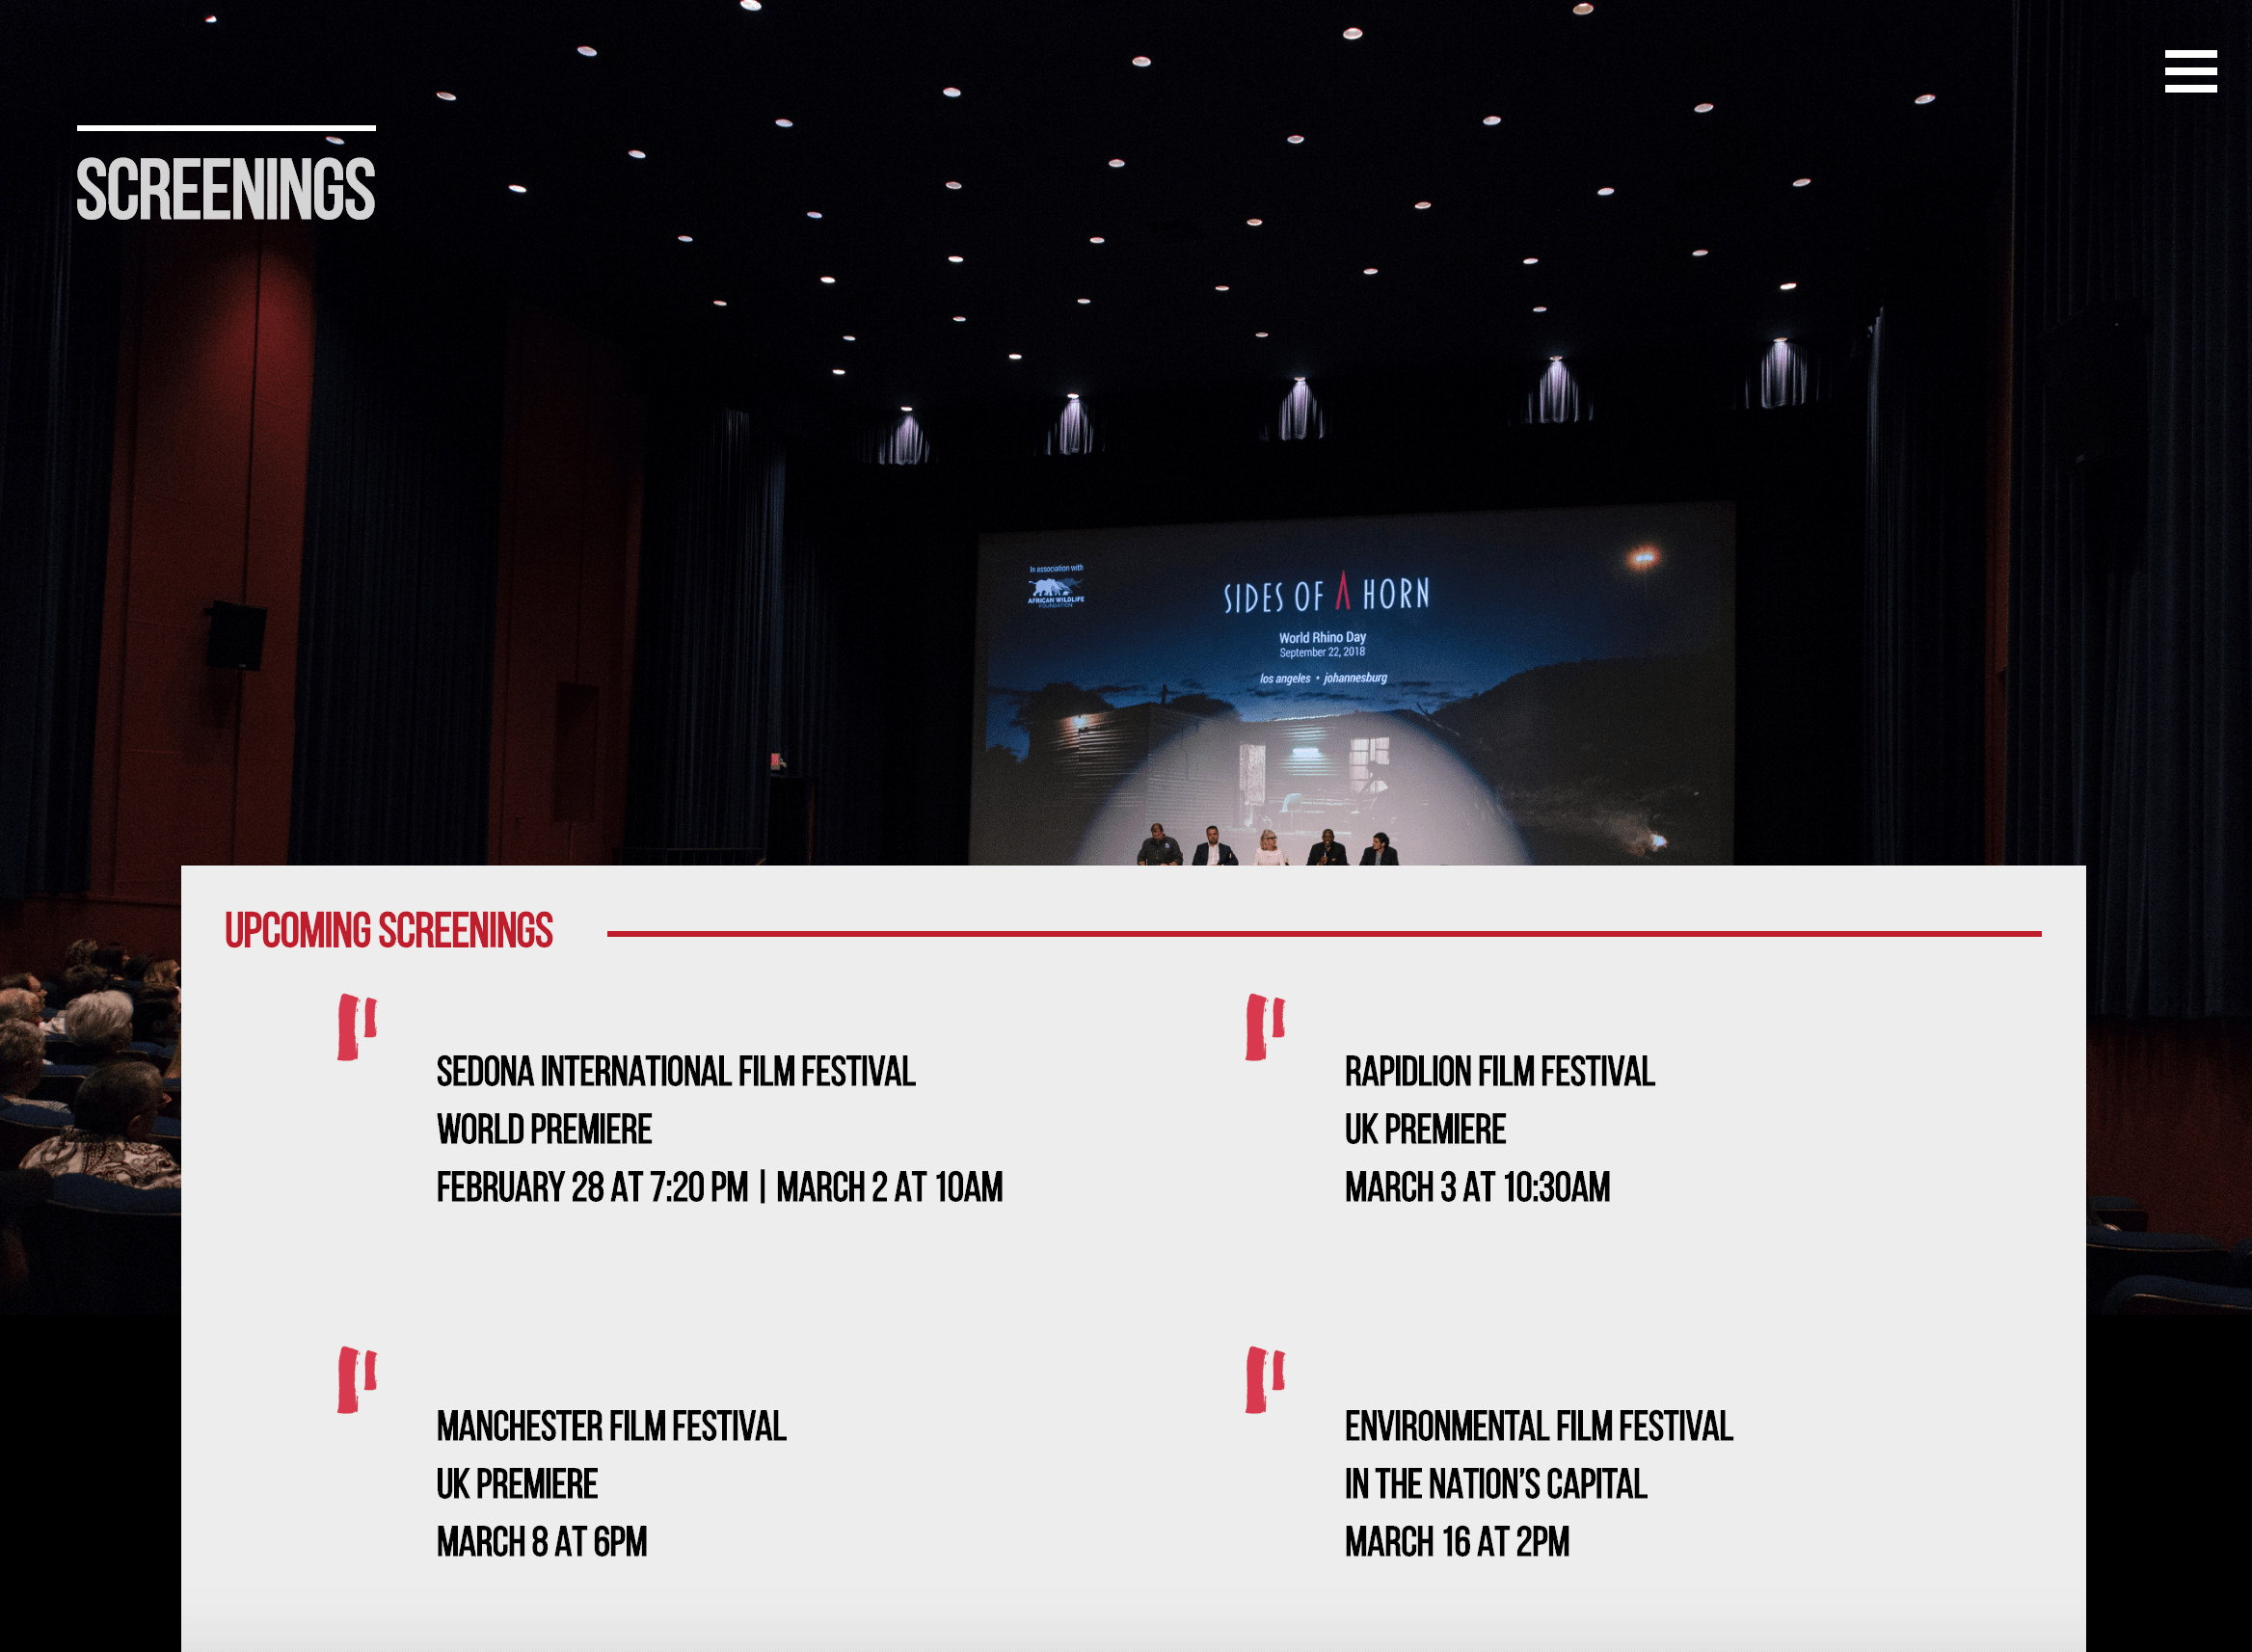 SCREENINGS
In association with
AFRICAN WILDLIFE
FOUNDATION
SIDES OF A HORN
World Rhino Day
September 22, 2018
los angeles • johannesburg
UPCOMING SCREENINGS
SEDONA INTERNATIONAL FILM FESTIVAL
WORLD PREMIERE
FEBRUARY 28 AT 7:20 PM | MARCH 2 AT 10AM
RAPIDLION FILM FESTIVAL
UK PREMIERE
MARCH 3 AT 10:30AM
MANCHESTER FILM FESTIVAL
UK PREMIERE
MARCH 8 AT 6PM
ENVIRONMENTAL FILM FESTIVAL
IN THE NATION’S CAPITAL
MARCH 16 AT 2PM